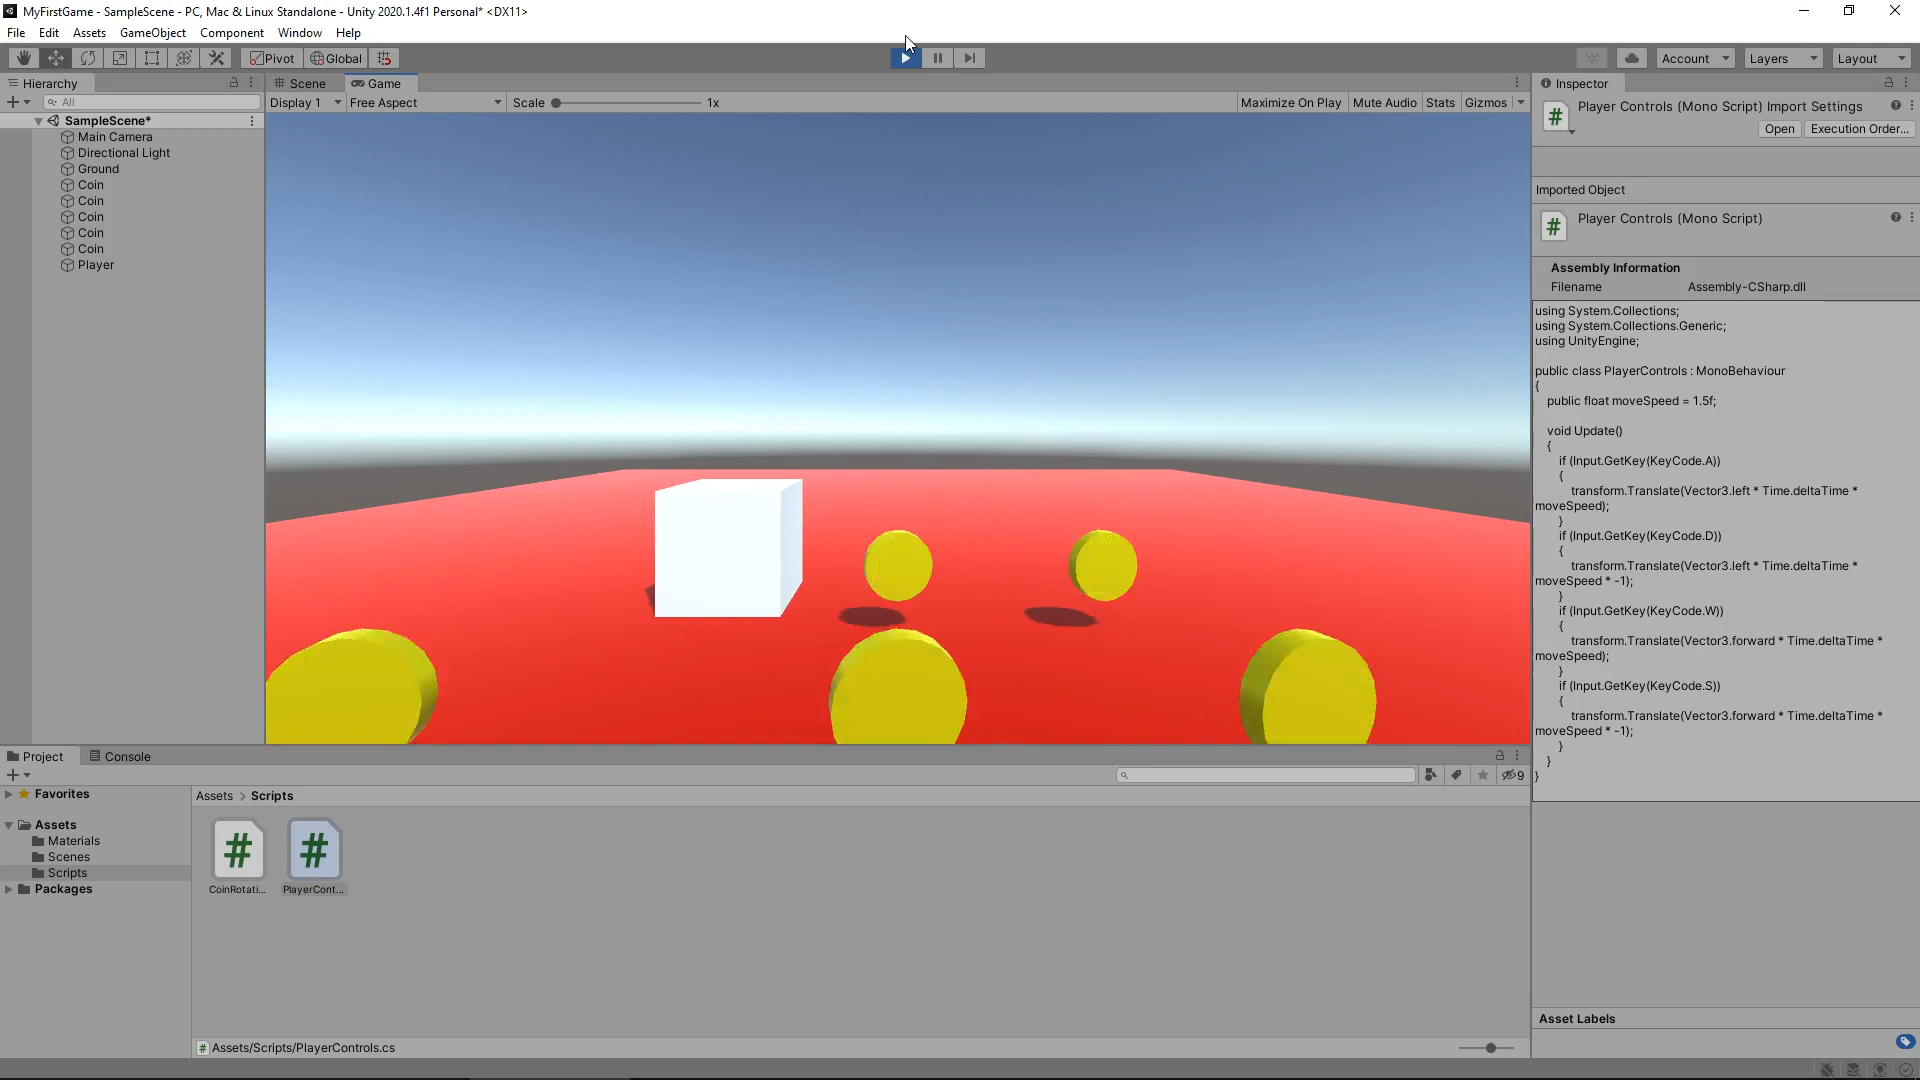 MyFirstGame - SampleScene - PC, Mac & Linux Standalone - Unity 2020.1.4f1 Personal* <DX11>
File Edit Assets GameObject Component Window Help
Pivot Global Account Layers Layout
Hierarchy Scene Game Inspector
All Display 1 Free Aspect Scale 1x Maximize On Play Mute Audio Stats Gizmos
SampleScene*
Main Camera
Directional Light
Ground
Coin
Coin
Coin
Coin
Coin
Player
Player Controls (Mono Script) Import Settings
Open Execution Order...
Imported Object
Player Controls (Mono Script)
Assembly Information
Filename Assembly-CSharp.dll
using System.Collections;
using System.Collections.Generic;
using UnityEngine;
public class PlayerControls : MonoBehaviour
{
public float moveSpeed = 1.5f;
void Update()
{
if (Input.GetKey(KeyCode.A))
{
transform.Translate(Vector3.left * Time.deltaTime *
moveSpeed);
}
if (Input.GetKey(KeyCode.D))
{
transform.Translate(Vector3.left * Time.deltaTime *
moveSpeed * -1);
}
if (Input.GetKey(KeyCode.W))
{
transform.Translate(Vector3.forward * Time.deltaTime *
moveSpeed);
}
if (Input.GetKey(KeyCode.S))
{
transform.Translate(Vector3.forward * Time.deltaTime *
moveSpeed * -1);
}
}
}
Project Console
9
Favorites
Assets
Materials
Scenes
Scripts
Packages
Assets > Scripts
# #
CoinRotati... PlayerCont...
Assets/Scripts/PlayerControls.cs
Asset Labels